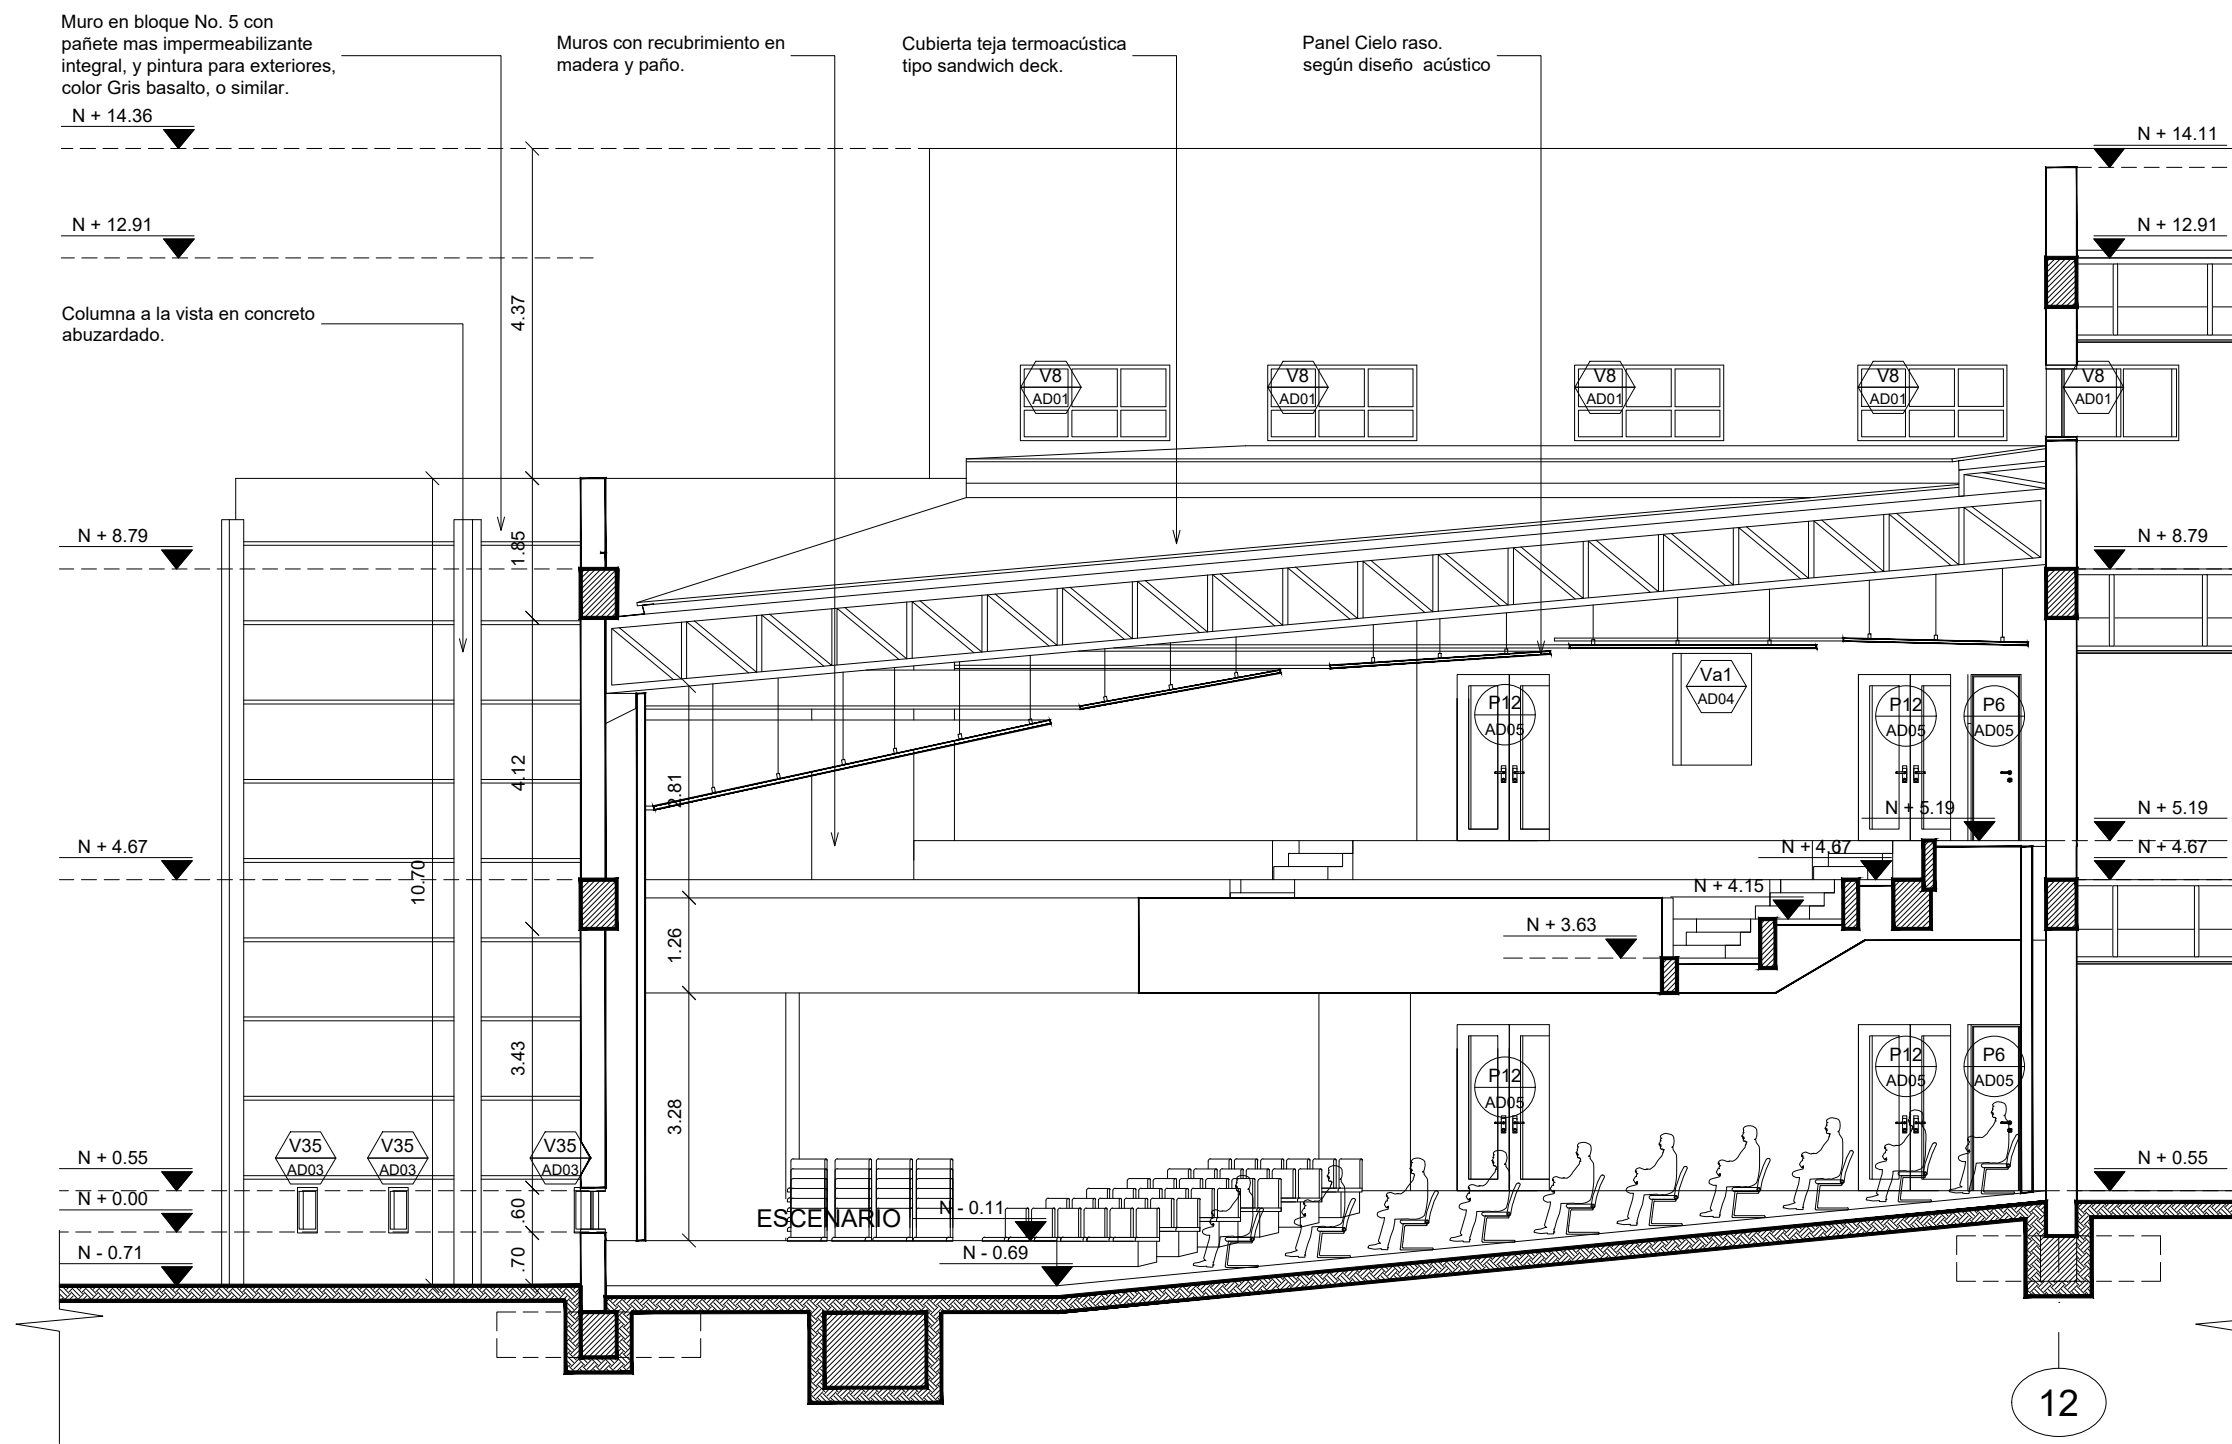 Muro en bloque No. 5 con
pañete mas impermeabilizante
integral, y pintura para exteriores,
color Gris basalto, o similar.
Muros con recubrimiento en
madera y paño.
Cubierta teja termoacústica
tipo sandwich deck.
Panel Cielo raso.
según diseño acústico
N + 14.36
N + 14.11
N + 12.91
N + 12.91
4.37
Columna a la vista en concreto
abuzardado.
V8
AD01
V8
AD01
V8
AD01
V8
AD01
V8
AD01
N + 8.79
1.85
N + 8.79
P12
AD05
Va1
AD04
P12
AD05
P6
AD05
4.12
2.81
N + 5.19
N + 5.19
N + 4.67
10.70
N + 4.67
N + 4.67
N + 4.15
N + 3.63
1.26
3.43
3.28
P12
AD05
P12
AD05
P6
AD05
V35
AD03
V35
AD03
V35
AD03
N + 0.55
N + 0.55
N + 0.00
.60
ESCENARIO
N - 0.11
N - 0.71
.70
N - 0.69
12